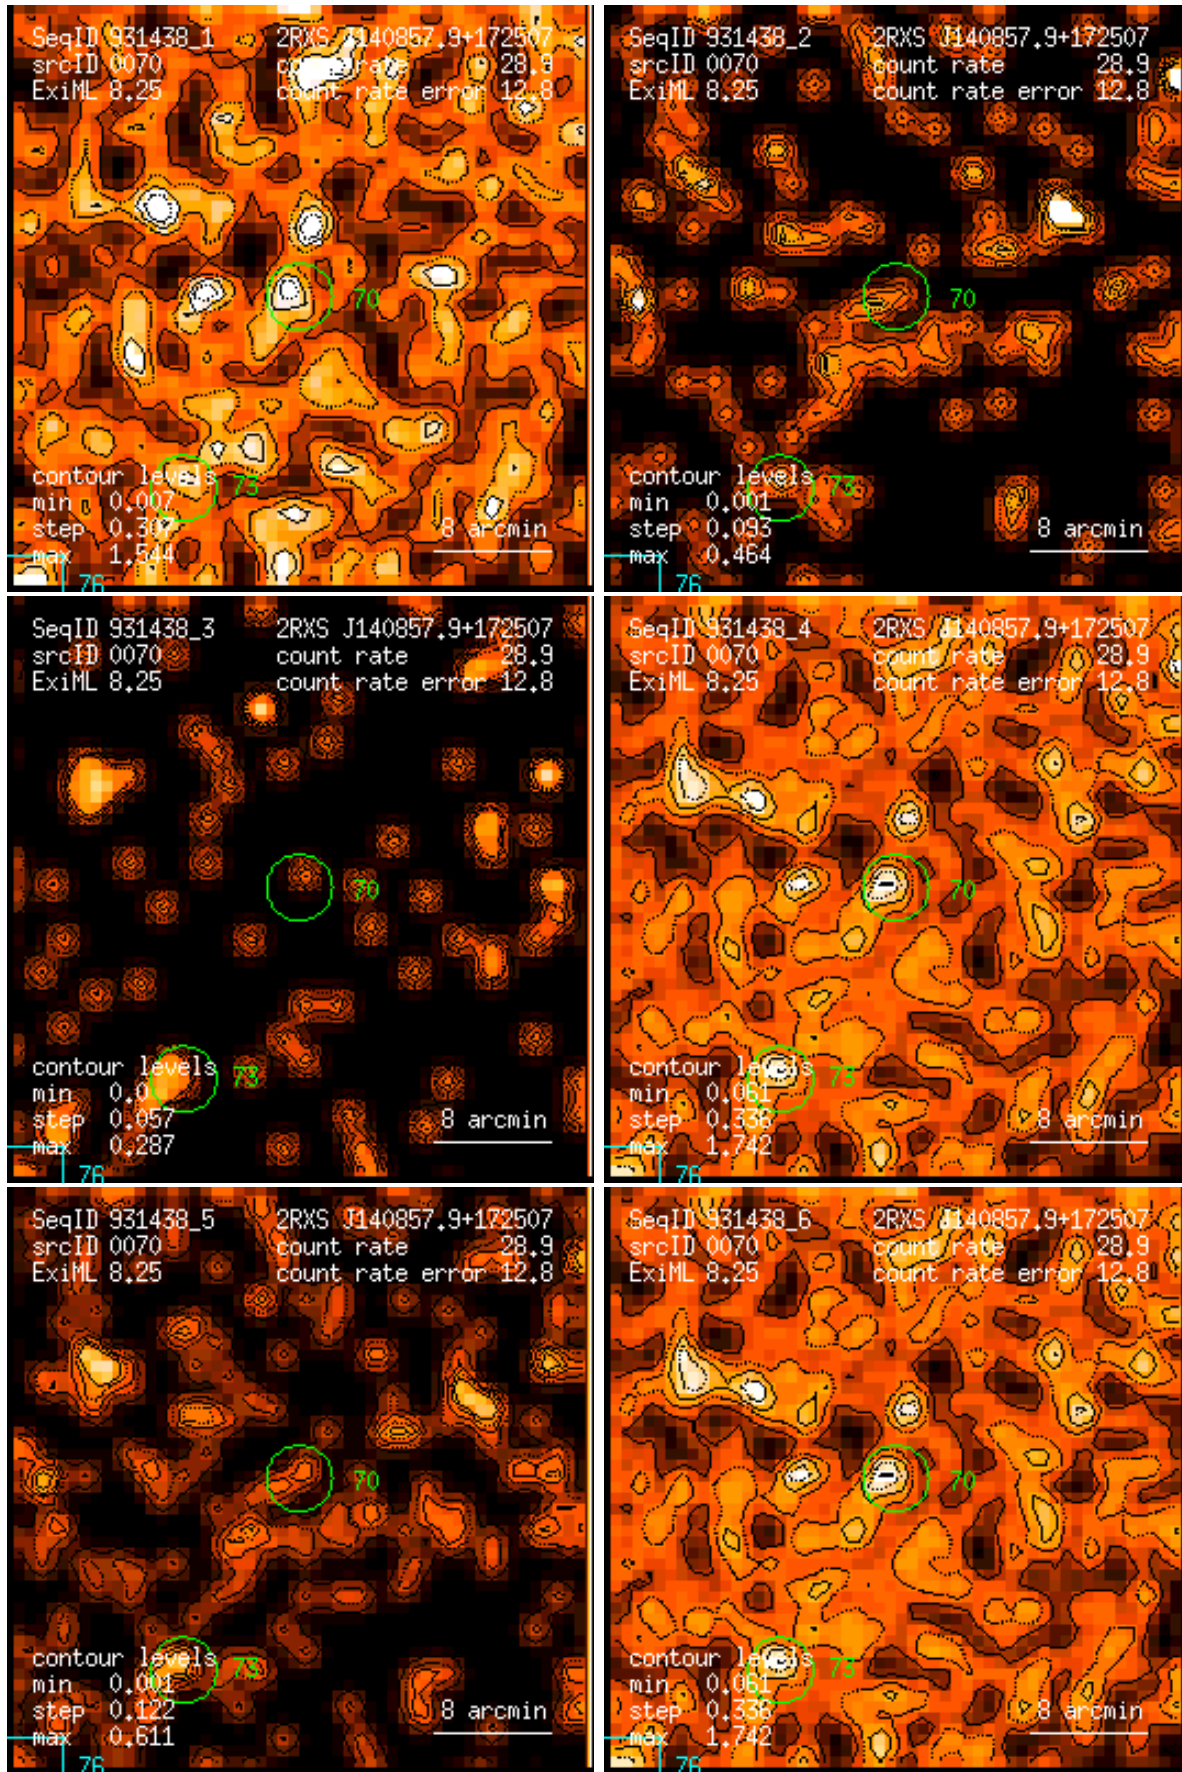 SeqID 931438_1 2RXS J140857.9+172507
srcID 0070 count rate 28.9
ExiML 8.25 count rate error 12.8
70
contour levels 73
min 0.007
step 0.307 8 arcmin
max 1.544
76
SeqID 931438_2 2RXS J140857.9+172507
srcID 0070 count rate 28.9
ExiML 8.25 count rate error 12.8
70
contour levels 73
min 0.001
step 0.093 8 arcmin
max 0.464
76
SeqID 931438_3 2RXS J140857.9+172507
srcID 0070 count rate 28.9
ExiML 8.25 count rate error 12.8
70
contour levels 73
min 0.0
step 0.057 8 arcmin
max 0.287
76
SeqID 931438_4 2RXS J140857.9+172507
srcID 0070 count rate 28.9
ExiML 8.25 count rate error 12.8
70
contour levels 73
min 0.061
step 0.336 8 arcmin
max 1.742
76
SeqID 931438_5 2RXS J140857.9+172507
srcID 0070 count rate 28.9
ExiML 8.25 count rate error 12.8
70
contour levels 73
min 0.001
step 0.122 8 arcmin
max 0.611
76
SeqID 931438_6 2RXS J140857.9+172507
srcID 0070 count rate 28.9
ExiML 8.25 count rate error 12.8
70
contour levels 73
min 0.061
step 0.336 8 arcmin
max 1.742
76